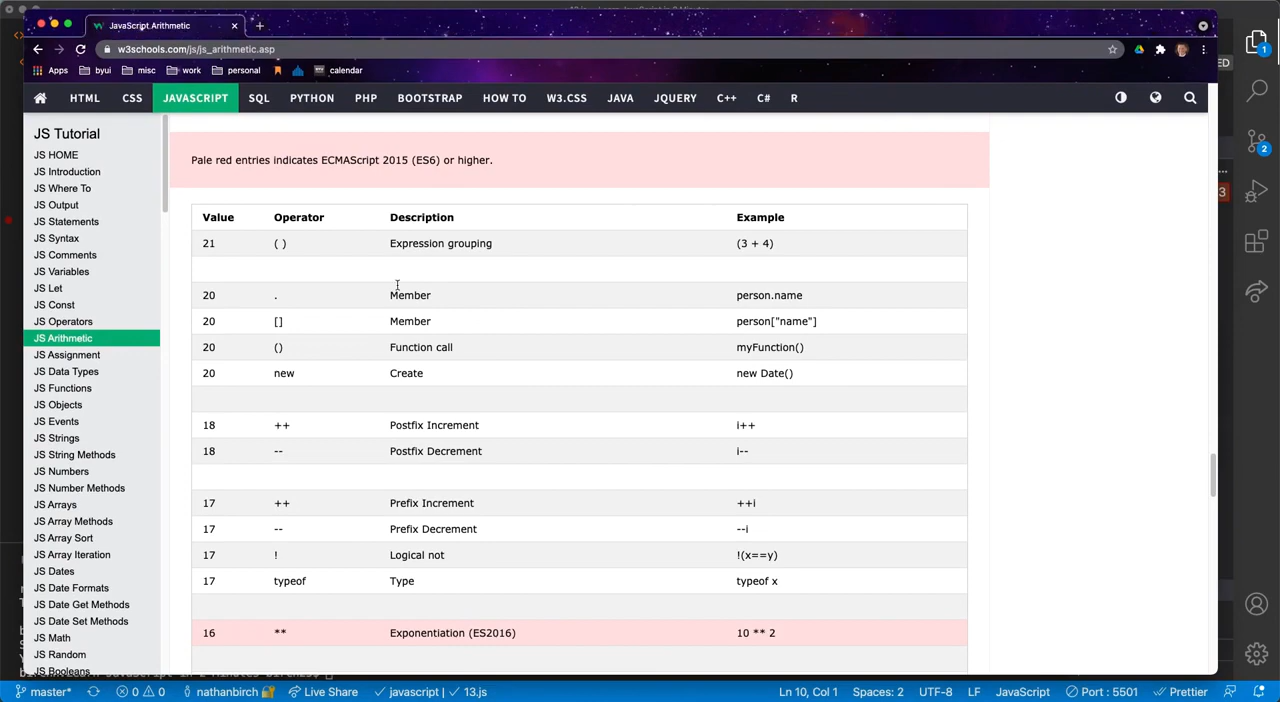 JavaScript Arithmetic
w3schools.com/js/js_arithmetic.asp
Apps byui misc work personal calendar
HTML CSS JAVASCRIPT SQL PYTHON PHP BOOTSTRAP HOW TO W3.CSS JAVA JQUERY C++ C# R
JS Tutorial
JS HOME
JS Introduction
JS Where To
JS Output
JS Statements
JS Syntax
JS Comments
JS Variables
JS Let
JS Const
JS Operators
JS Arithmetic
JS Assignment
JS Data Types
JS Functions
JS Objects
JS Events
JS Strings
JS String Methods
JS Numbers
JS Number Methods
JS Arrays
JS Array Methods
JS Array Sort
JS Array Iteration
JS Dates
JS Date Formats
JS Date Get Methods
JS Date Set Methods
JS Math
JS Random
JS Booleans
Pale red entries indicates ECMAScript 2015 (ES6) or higher.
Value Operator Description Example
21 ( ) Expression grouping (3 + 4)
20 . Member person.name
20 [] Member person["name"]
20 () Function call myFunction()
20 new Create new Date()
18 ++ Postfix Increment i++
18 -- Postfix Decrement i--
17 ++ Prefix Increment ++i
17 -- Prefix Decrement --i
17 ! Logical not !(x==y)
17 typeof Type typeof x
16 ** Exponentiation (ES2016) 10 ** 2
1
2
3
master* 0 0 nathanbirch Live Share javascript | 13.js Ln 10, Col 1 Spaces: 2 UTF-8 LF JavaScript Port : 5501 Prettier